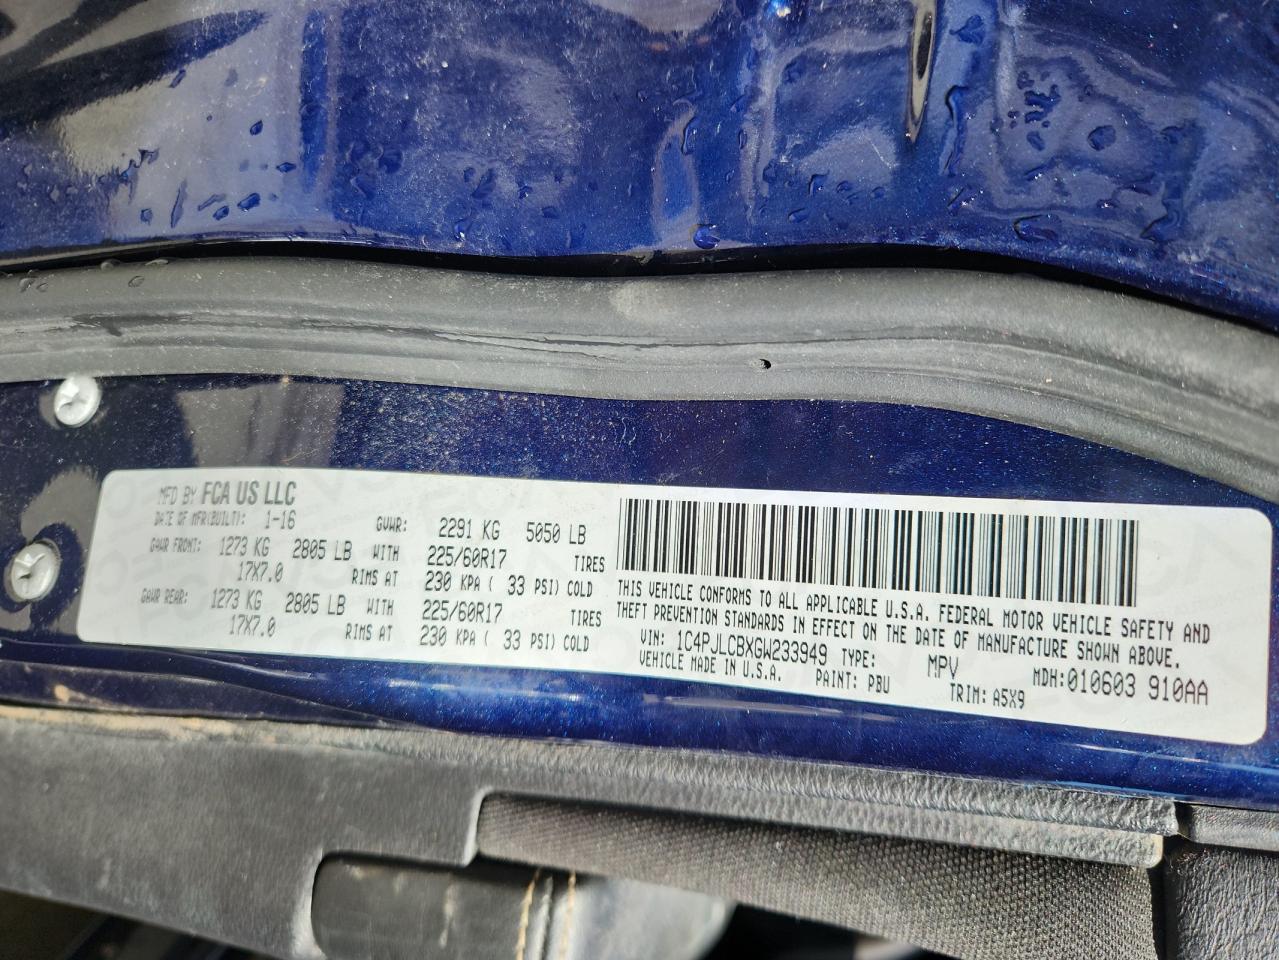 MFD BY FCA US LLC
DATE OF MFR(BUILT): 1-16 GVWR: 2291 KG 5050 LB
GAWR FRONT: 1273 KG 2805 LB WITH 225/60R17 TIRES
17X7.0 RIMS AT 230 KPA ( 33 PSI) COLD
GAWR REAR: 1273 KG 2805 LB WITH 225/60R17 TIRES
17X7.0 RIMS AT 230 KPA ( 33 PSI) COLD
THIS VEHICLE CONFORMS TO ALL APPLICABLE U.S.A. FEDERAL MOTOR VEHICLE SAFETY AND
THEFT PREVENTION STANDARDS IN EFFECT ON THE DATE OF MANUFACTURE SHOWN ABOVE.
VIN: 1C4PJLCBXGW233949 TYPE: MPV MDH:010603 910AA
VEHICLE MADE IN U.S.A. PAINT: PBU TRIM: A5X9